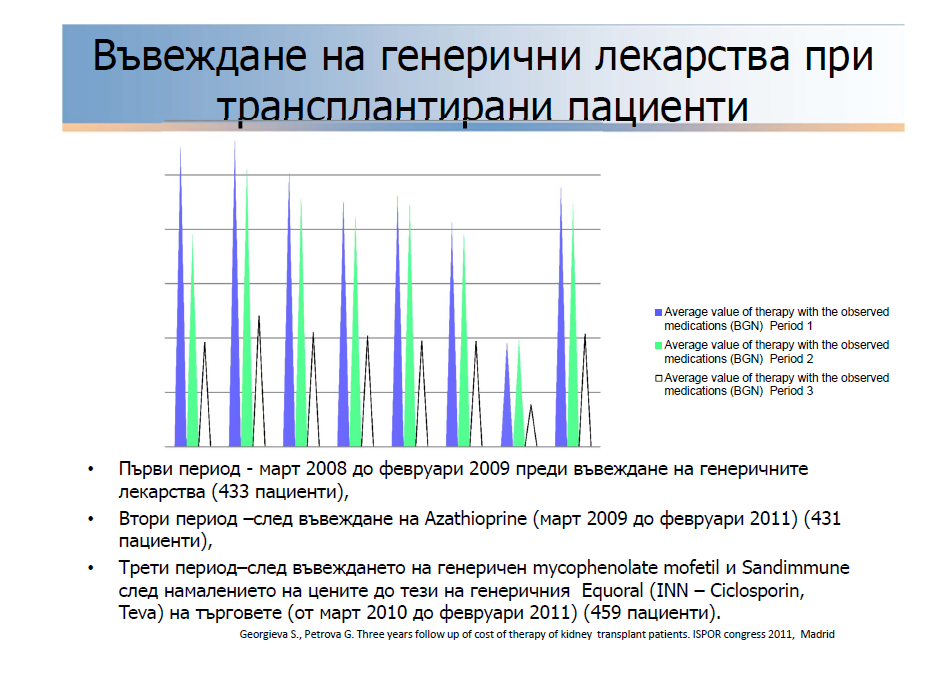 Въвеждане на генерични лекарства при
трансплантирани пациенти
Average value of therapy with the observed
medications (BGN) Period 1
Average value of therapy with the observed
medications (BGN) Period 2
Average value of therapy with the observed
medications (BGN) Period 3
• Първи период - март 2008 до февруари 2009 преди въвеждане на генеричните
лекарства (433 пациенти),
• Втори период –след въвеждане на Azathioprine (март 2009 до февруари 2011) (431
пациенти),
• Трети период–след въвеждането на генеричен mycophenolate mofetil и Sandimmune
след намалението на цените до тези на генеричния Equoral (INN – Ciclosporin,
Teva) на търговете (от март 2010 до февруари 2011) (459 пациенти).
Georgieva S., Petrova G. Three years follow up of cost of therapy of kidney transplant patients. ISPOR congress 2011, Madrid